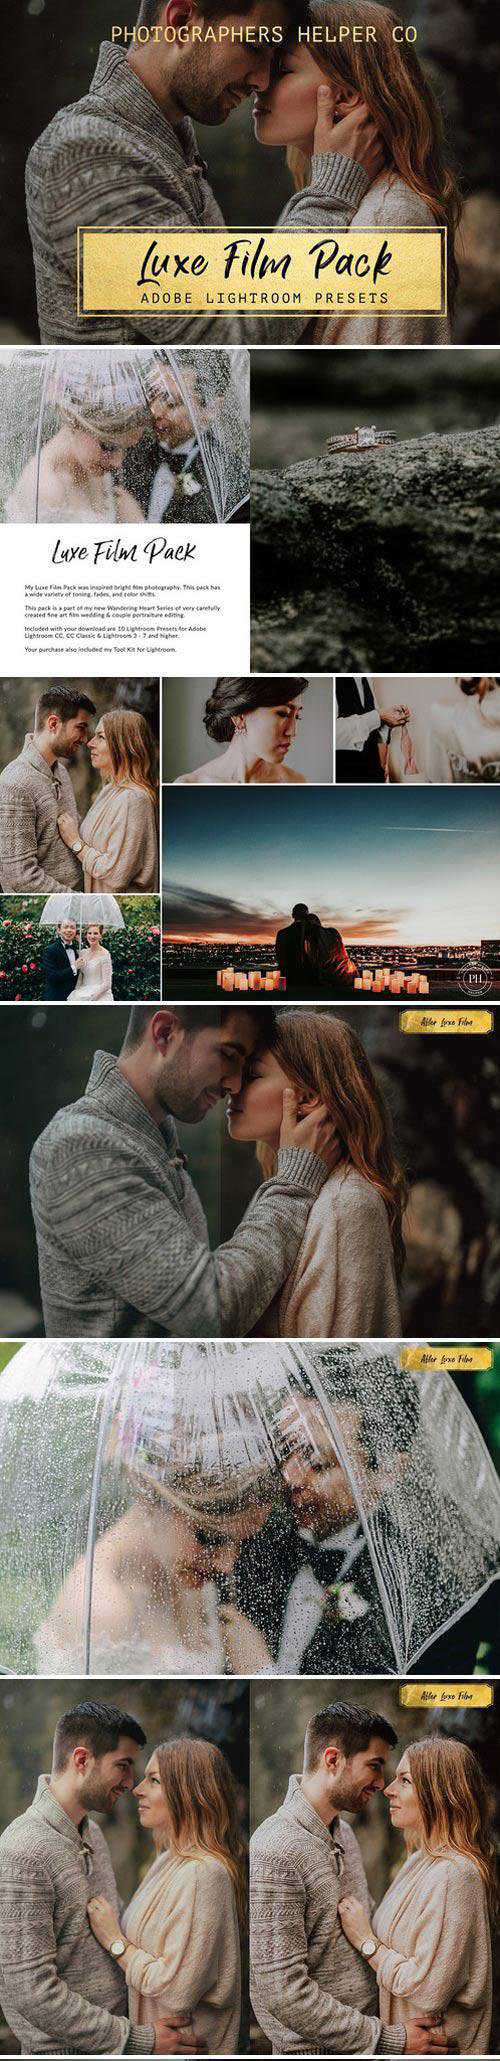 PHOTOGRAPHERS HELPER CO
Luxe Film Pack
ADOBE LIGHTROOM PRESETS
Luxe Film Pack
My Luxe Film Pack was inspired bright film photography. This pack has
a wide variety of toning, fades, and color shifts.
This pack is a part of my new Wandering Heart Series of very carefully
created fine art film wedding & couple portraiture editing.
Included with your download are 10 Lightroom Presets for Adobe
Lightroom CC, CC Classic & Lightroom 3 - 7 and higher.
Your purchase also included my Tool Kit for Lightroom.
PH
After Luxe Film
After Luxe Film
After Luxe Film